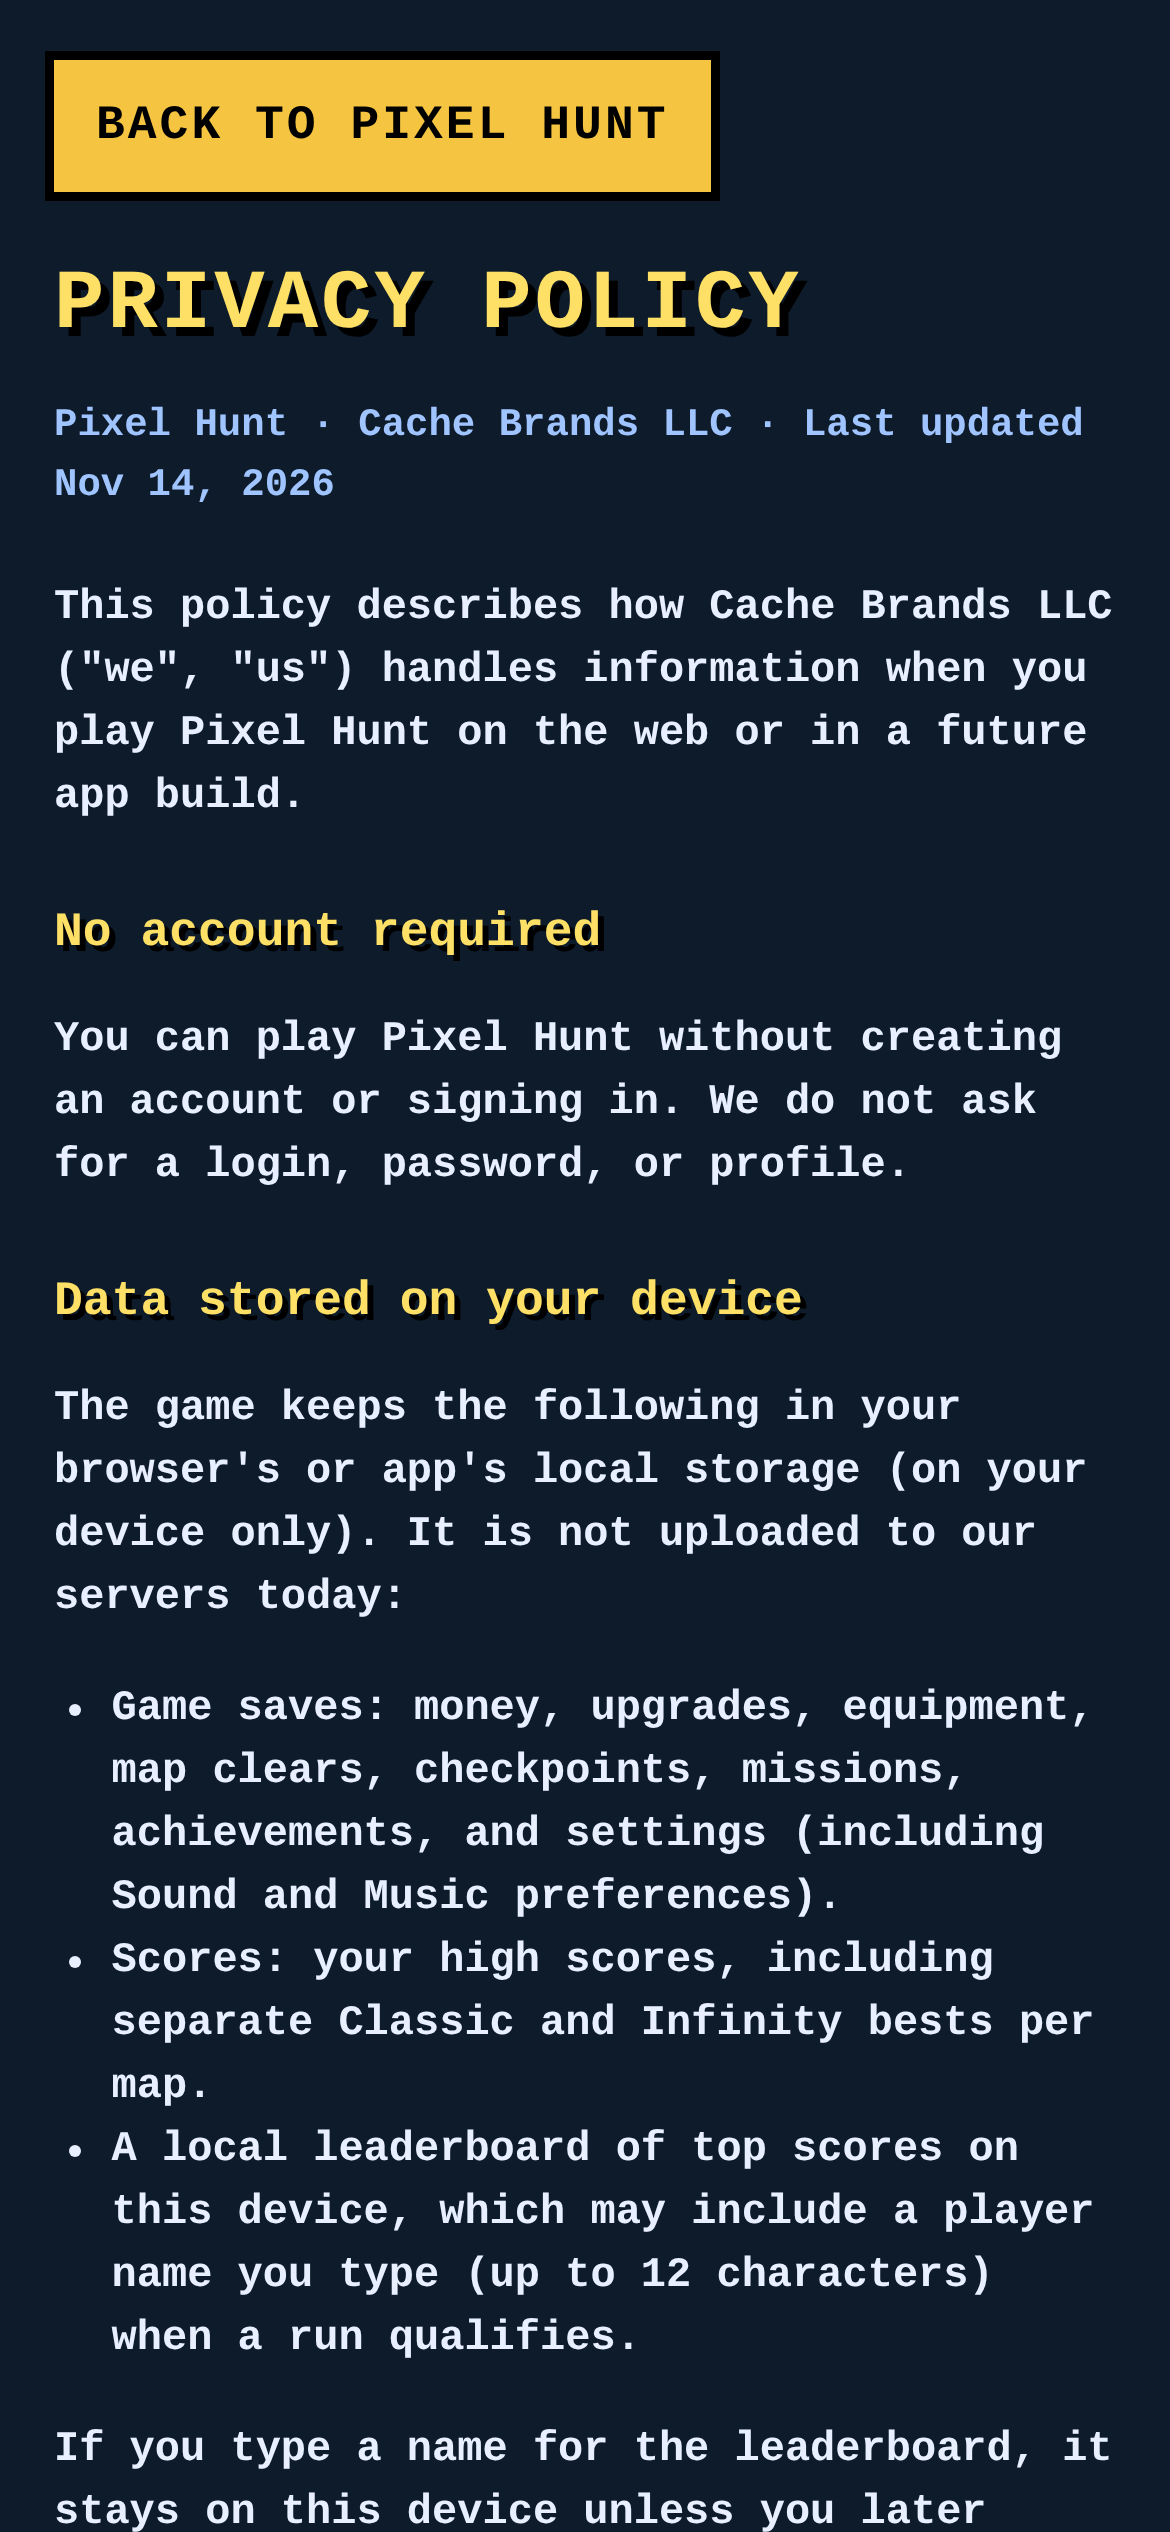 BACK TO PIXEL HUNT
PRIVACY POLICY
Pixel Hunt · Cache Brands LLC · Last updated
Nov 14, 2026
This policy describes how Cache Brands LLC
("we", "us") handles information when you
play Pixel Hunt on the web or in a future
app build.
No account required
You can play Pixel Hunt without creating
an account or signing in. We do not ask
for a login, password, or profile.
Data stored on your device
The game keeps the following in your
browser's or app's local storage (on your
device only). It is not uploaded to our
servers today:
• Game saves: money, upgrades, equipment,
map clears, checkpoints, missions,
achievements, and settings (including
Sound and Music preferences).
• Scores: your high scores, including
separate Classic and Infinity bests per
map.
• A local leaderboard of top scores on
this device, which may include a player
name you type (up to 12 characters)
when a run qualifies.
If you type a name for the leaderboard, it
stays on this device unless you later